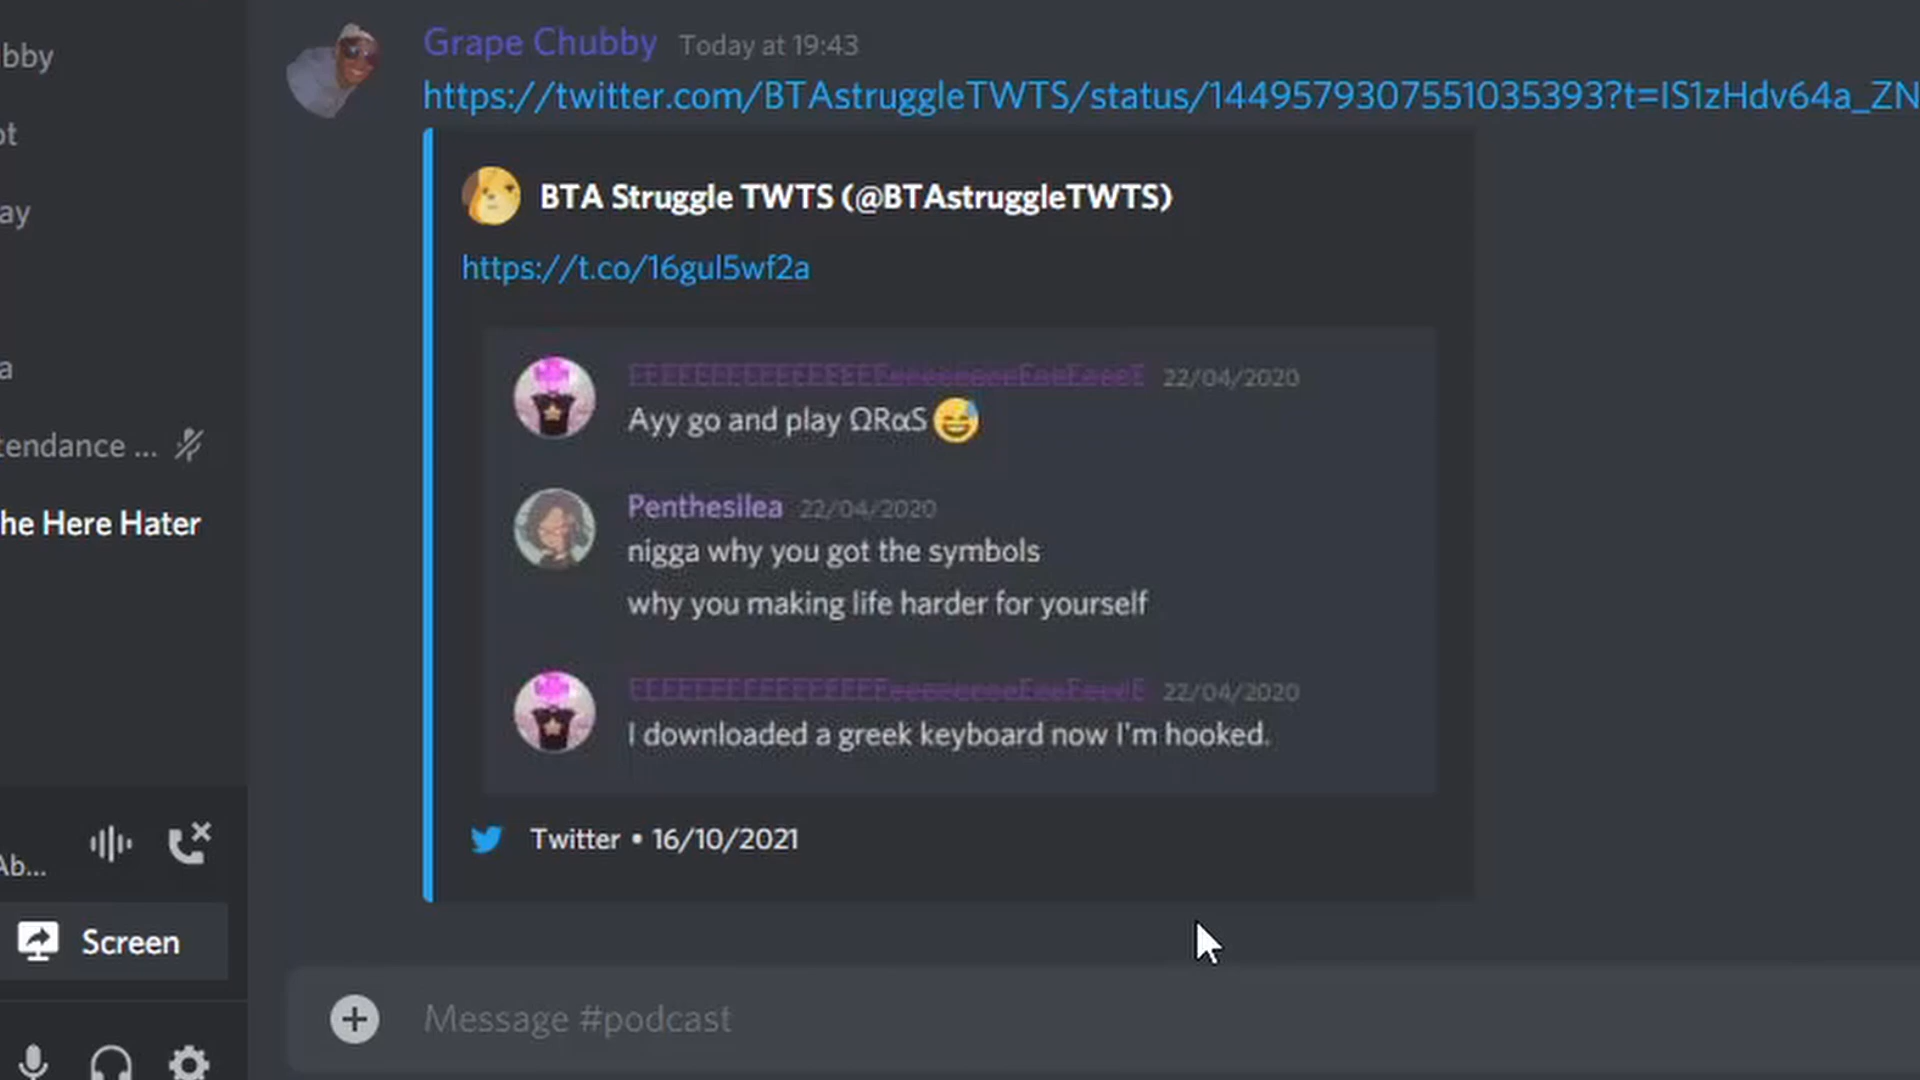 bby
Grape Chubby Today at 19:43
https://twitter.com/BTAstruggleTWTS/status/1449579307551035393?t=IS1zHdv64a_ZN
ot
BTA Struggle TWTS (@BTAstruggleTWTS)
ay
https://t.co/16gul5wf2a
a
22/04/2020
Ayy go and play ΩRαS 😅
tendance ...
Penthesilea 22/04/2020
he Here Hater
nigga why you got the symbols
why you making life harder for yourself
22/04/2020
I downloaded a greek keyboard now I'm hooked.
Twitter • 16/10/2021
Ab...
Screen
Message #podcast